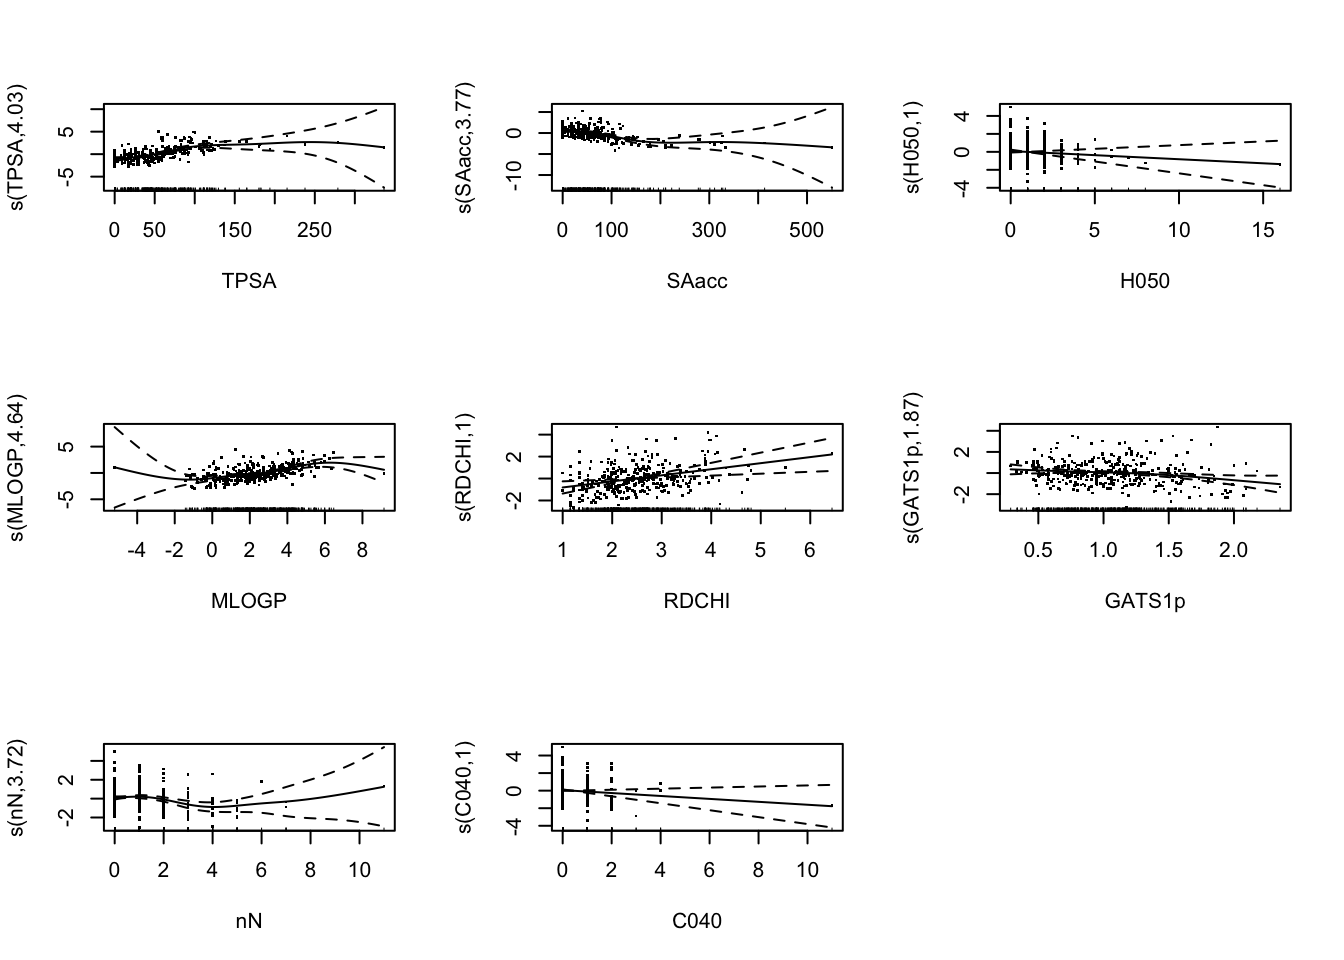 s(TPSA,4.03)
5
-5
0 50 150 250
TPSA
s(SAacc,3.77)
0
-10
0 100 300 500
SAacc
s(H050,1)
4
0
-4
0 5 10 15
H050
s(MLOGP,4.64)
5
-5
-4 -2 0 2 4 6 8
MLOGP
s(RDCHI,1)
2
-2
1 2 3 4 5 6
RDCHI
s(GATS1p,1.87)
2
-2
0.5 1.0 1.5 2.0
GATS1p
s(nN,3.72)
2
-2
0 2 4 6 8 10
nN
s(C040,1)
4
0
-4
0 2 4 6 8 10
C040